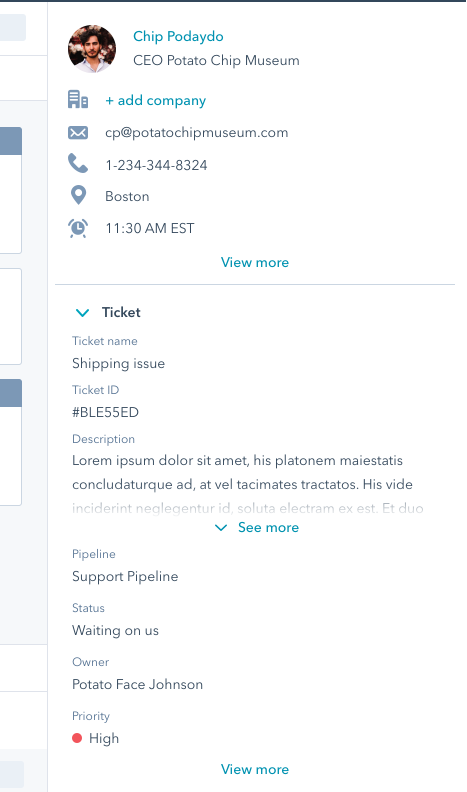 Chip Podaydo
CEO Potato Chip Museum
+ add company
cp@potatochipmuseum.com
1-234-344-8324
Boston
11:30 AM EST
View more
Ticket
Ticket name
Shipping issue
Ticket ID
#BLE55ED
Description
Lorem ipsum dolor sit amet, his platonem maiestatis
concludaturque ad, at vel tacimates tractatos. His vide
inciderint neglegentur id, soluta electram ex est. Et duo
See more
Pipeline
Support Pipeline
Status
Waiting on us
Owner
Potato Face Johnson
Priority
High
View more